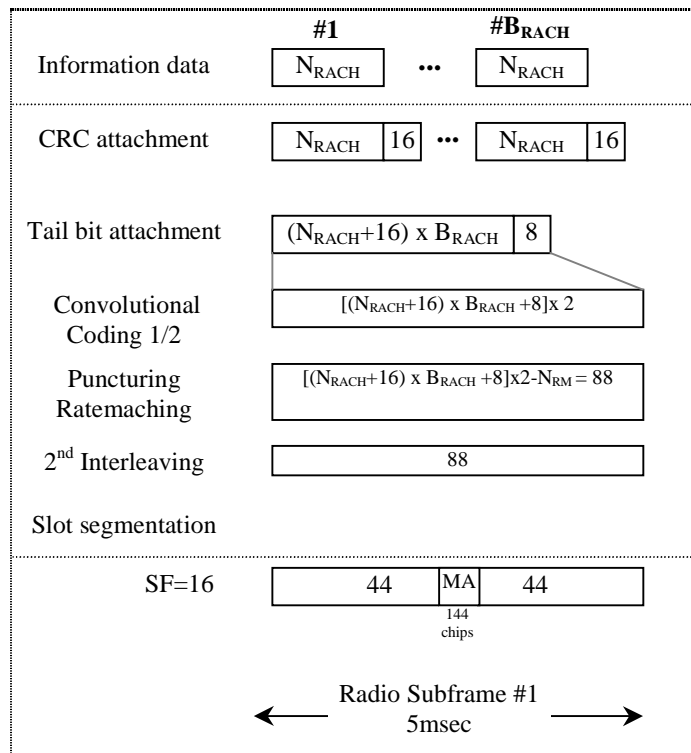 #1 #B_RACH
Information data N_RACH ••• N_RACH
CRC attachment N_RACH 16 ••• N_RACH 16
Tail bit attachment (N_RACH+16) x B_RACH 8
Convolutional
Coding 1/2
[(N_RACH+16) x B_RACH +8]x 2
Puncturing
Ratemaching
[(N_RACH+16) x B_RACH +8]x2-N_RM = 88
2nd Interleaving 88
Slot segmentation
SF=16 44 MA 44
144
chips
Radio Subframe #1
5msec